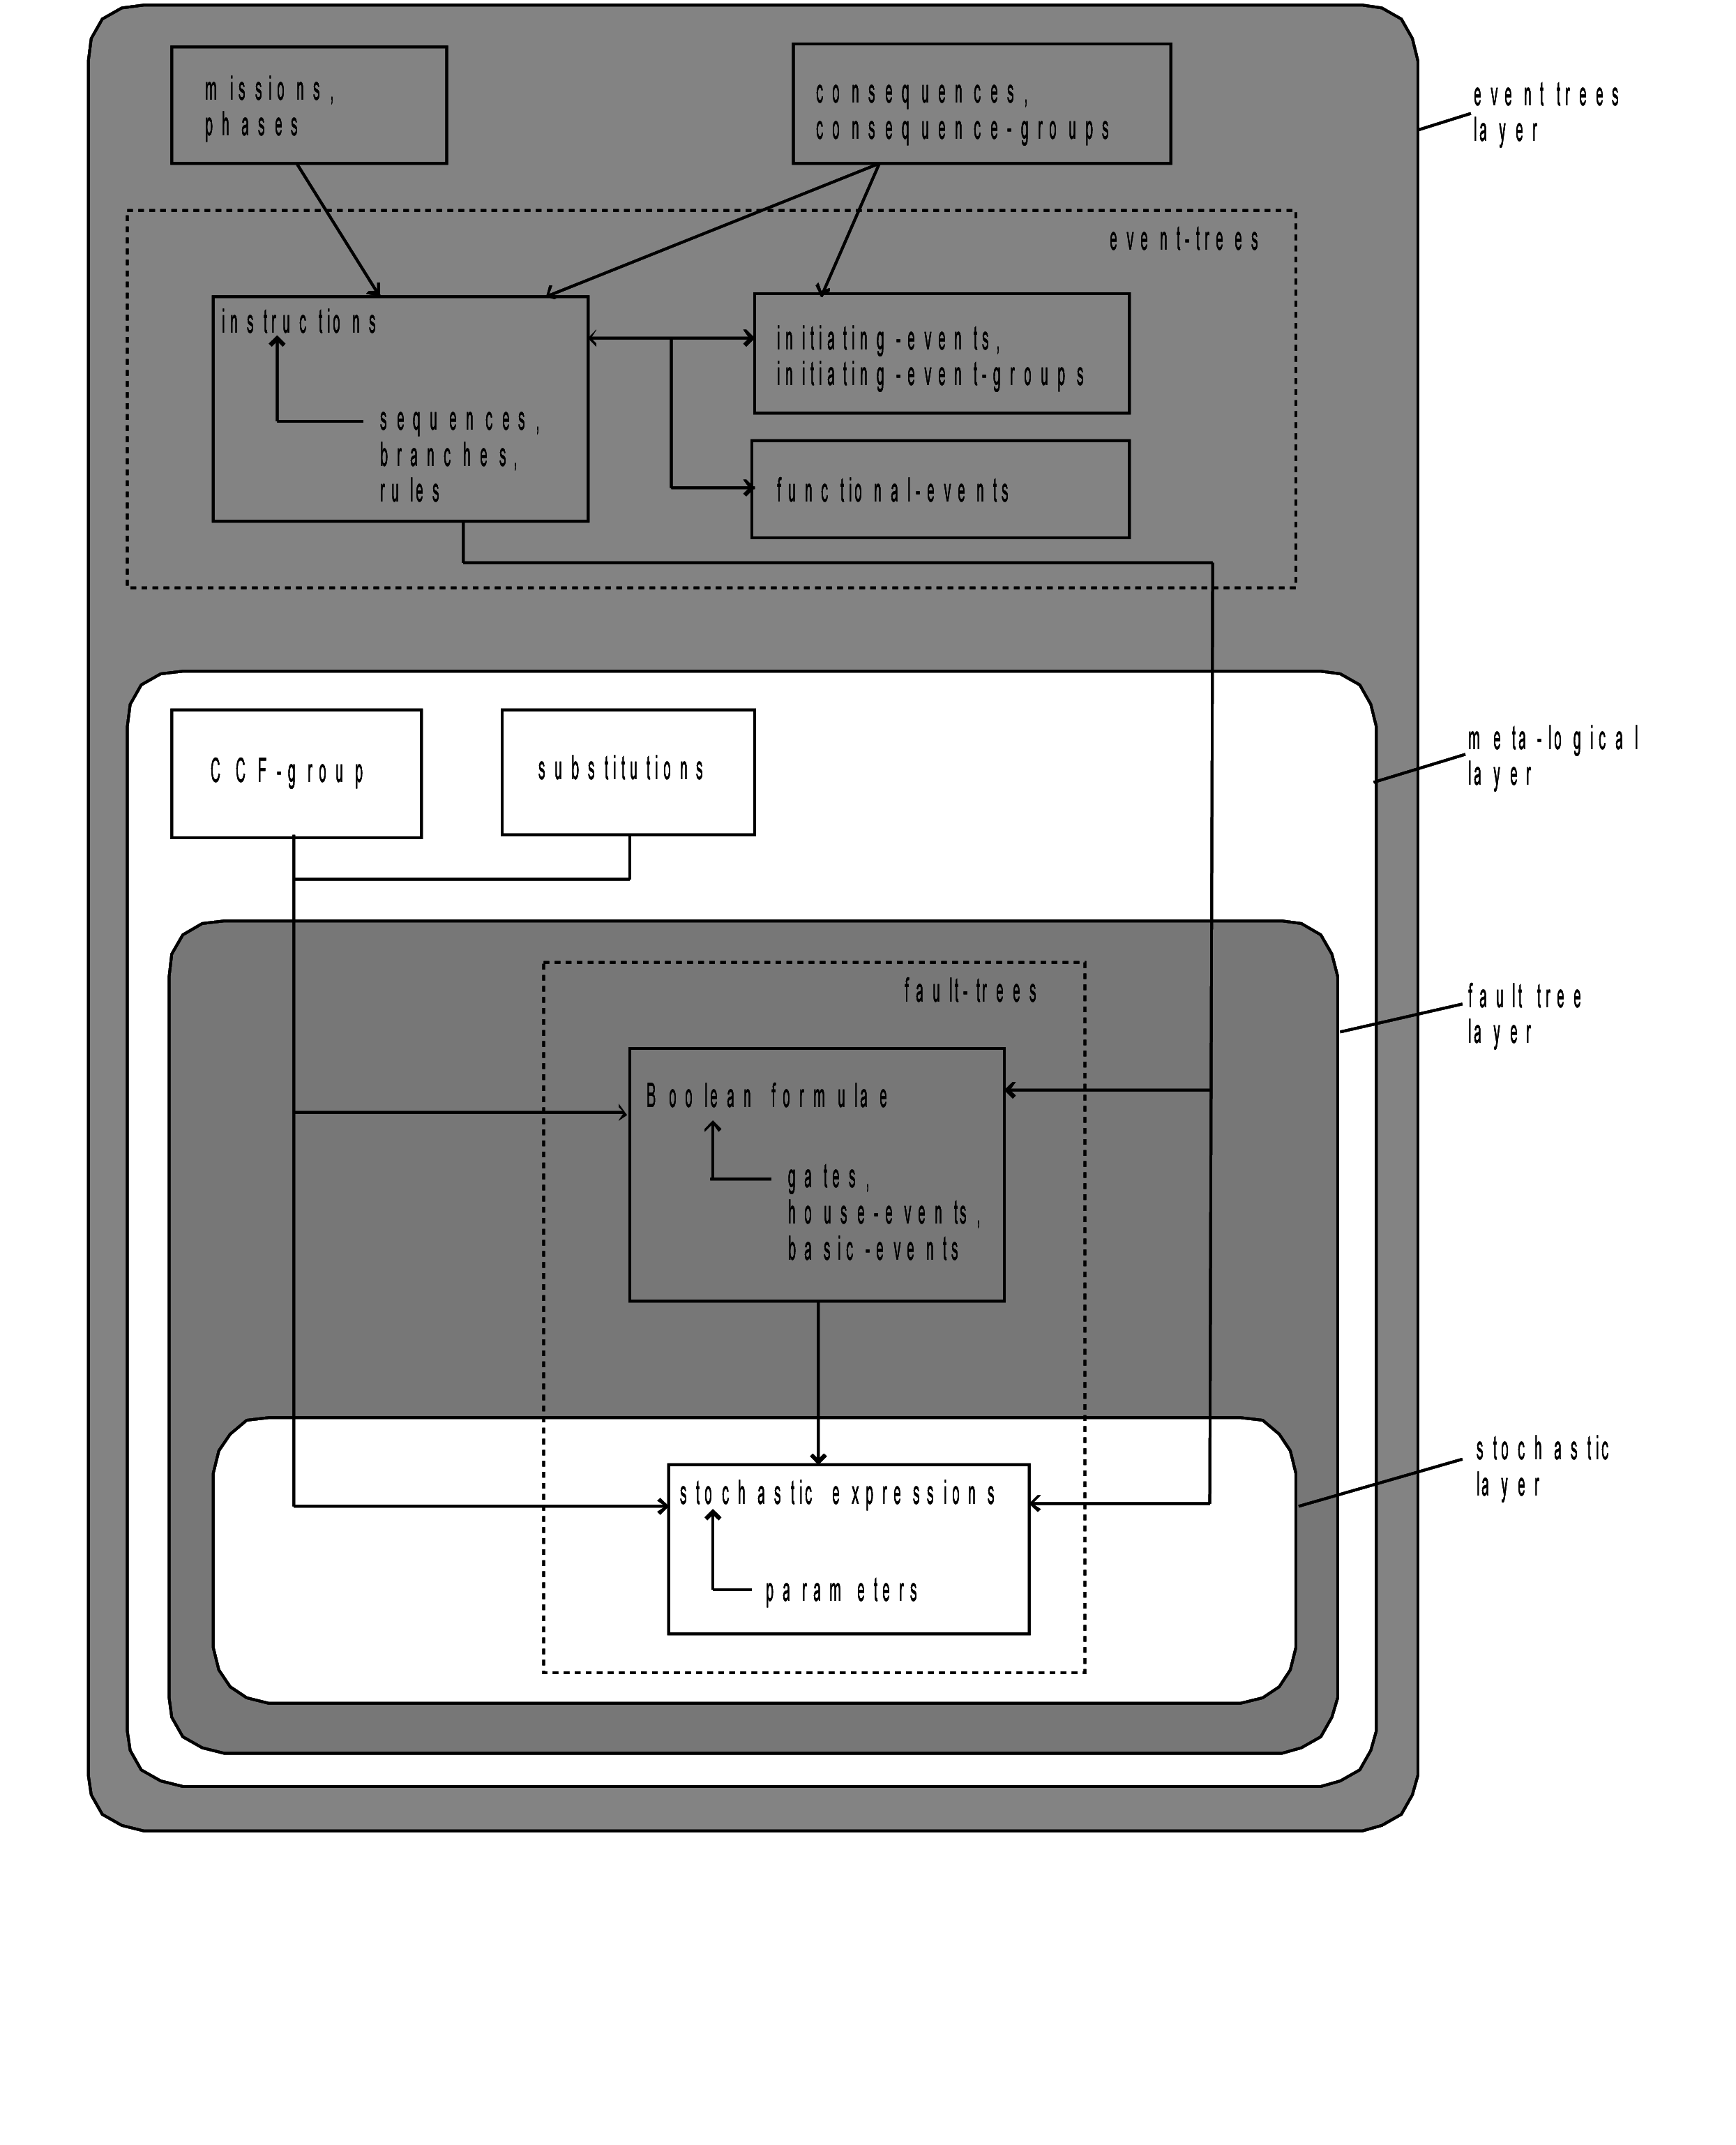 missions,
phases
consequences,
consequence-groups
event trees
layer
event-trees
instructions
sequences,
branches,
rules
initiating-events,
initiating-event-groups
functional-events
CCF-group
substitutions
meta-logical
layer
fault-trees
fault tree
layer
Boolean formulae
gates,
house-events,
basic-events
stochastic
layer
stochastic expressions
parameters